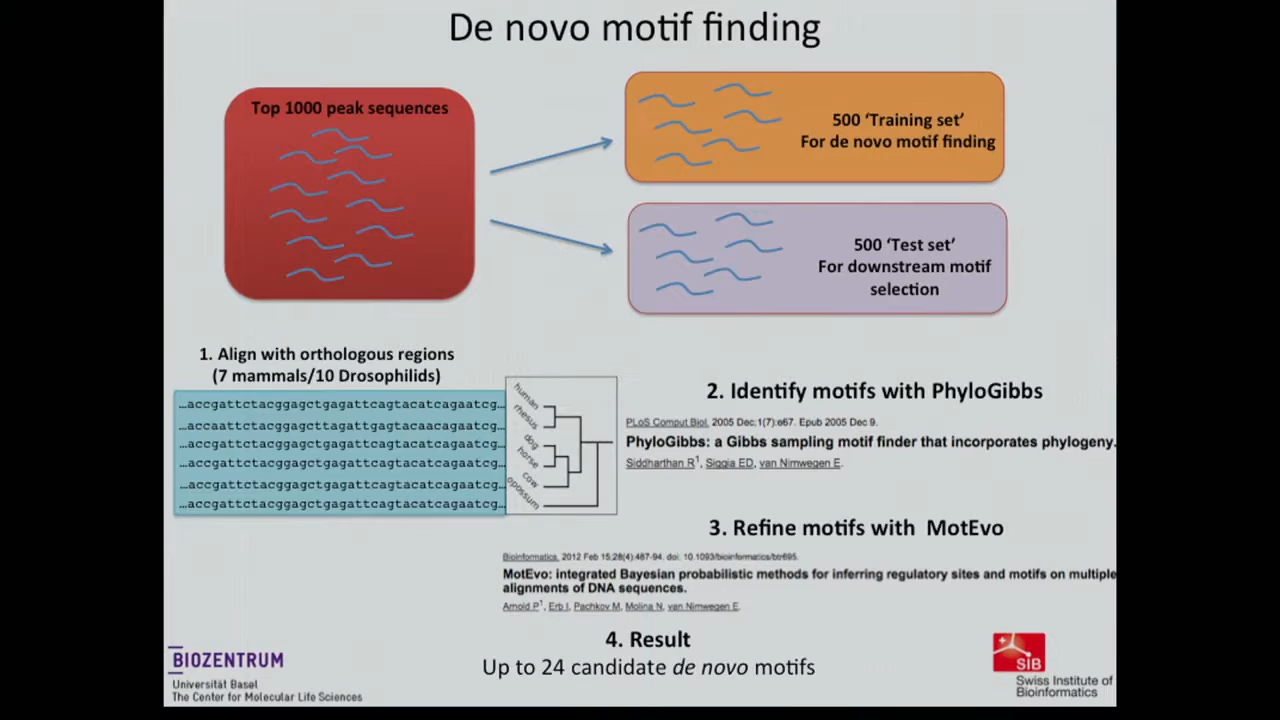 De novo motif finding
Top 1000 peak sequences
500 ‘Training set’
For de novo motif finding
500 ‘Test set’
For downstream motif
selection
1. Align with orthologous regions
(7 mammals/10 Drosophilids)
…accgattctacggagctgagattcagtacatcagaatcg…
…accaattctacggagcttagattgagtacaacagaatcg…
…accgattctacggagctgagattcagtacatcagaatcg…
…accgattctacggagctgagattcagtacatcagaatcg…
…accgattctacggagctgagattcagtacatcagaatcg…
…accgattctacggagctgagattcagtacatcagaatcg…
human
rhesus
dog
horse
cow
opossum
2. Identify motifs with PhyloGibbs
PLoS Comput Biol. 2005 Dec;1(7):e67. Epub 2005 Dec 9.
PhyloGibbs: a Gibbs sampling motif finder that incorporates phylogeny.
Siddharthan R1, Siggia ED, van Nimwegen E.
3. Refine motifs with MotEvo
Bioinformatics. 2012 Feb 15;28(4):487-94. doi: 10.1093/bioinformatics/btr695.
MotEvo: integrated Bayesian probabilistic methods for inferring regulatory sites and motifs on multiple
alignments of DNA sequences.
Arnold P1, Erb I, Pachkov M, Molina N, van Nimwegen E.
4. Result
Up to 24 candidate de novo motifs
BIOZENTRUM
Universität Basel
The Center for Molecular Life Sciences
SIB
Swiss Institute of
Bioinformatics